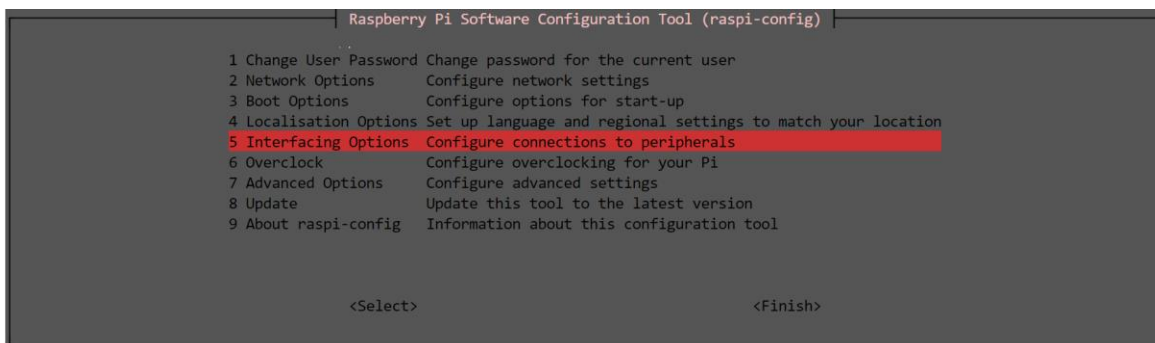 Raspberry Pi Software Configuration Tool (raspi-config)
1 Change User Password Change password for the current user
2 Network Options Configure network settings
3 Boot Options Configure options for start-up
4 Localisation Options Set up language and regional settings to match your location
5 Interfacing Options Configure connections to peripherals
6 Overclock Configure overclocking for your Pi
7 Advanced Options Configure advanced settings
8 Update Update this tool to the latest version
9 About raspi-config Information about this configuration tool
<Select> <Finish>